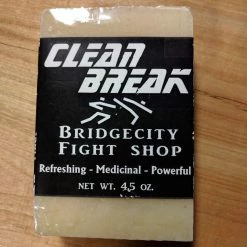 CLEAN
BREAK
BRIDGECITY
FIGHT SHOP
Refreshing - Medicinal - Powerful
NET WT. 4.5 OZ.